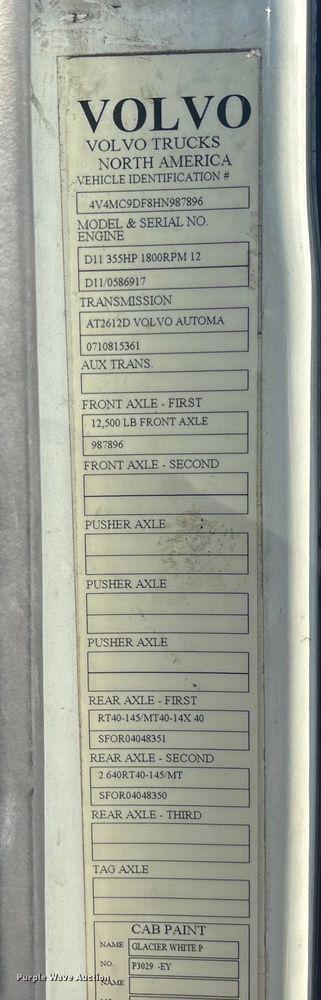 VOLVO
VOLVO TRUCKS
NORTH AMERICA
VEHICLE IDENTIFICATION #
4V4MC9DF8HN987896
MODEL & SERIAL NO.
ENGINE
D11 355HP 1800RPM 12
D11/0586917
TRANSMISSION
AT2612D VOLVO AUTOMA
0710815361
AUX TRANS.
FRONT AXLE - FIRST
12,500 LB FRONT AXLE
987896
FRONT AXLE - SECOND
PUSHER AXLE
PUSHER AXLE
PUSHER AXLE
REAR AXLE - FIRST
RT40-145/MT40-14X 40
SFOR04048351
REAR AXLE - SECOND
2.640RT40-145/MT
SFOR04048350
REAR AXLE - THIRD
TAG AXLE
CAB PAINT
NAME GLACIER WHITE P
NO. P3029 -EY
NAME
Purple Wave Auction